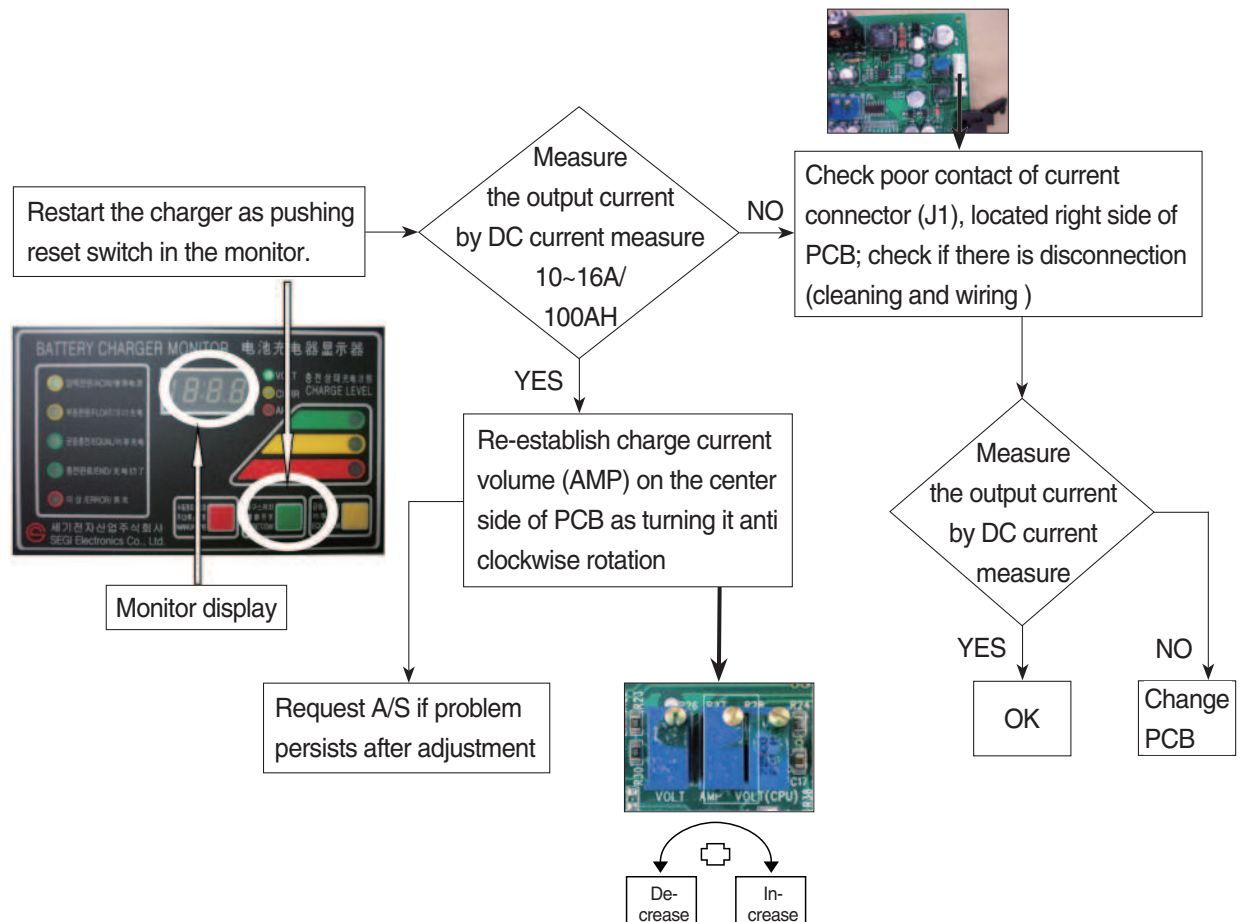 Restart the charger as pushing
reset switch in the monitor.
Measure
the output current
by DC current measure
10~16A/
100AH
NO
Check poor contact of current
connector (J1), located right side of
PCB; check if there is disconnection
(cleaning and wiring )
YES
Re-establish charge current
volume (AMP) on the center
side of PCB as turning it anti
clockwise rotation
Request A/S if problem
persists after adjustment
Measure
the output current
by DC current
measure
YES
NO
OK
Change
PCB
BATTERY CHARGER MONITOR 电池充电器显示器
VOLT
CURR
CHARGE LEVEL
세기전자산업주식회사
SEGI Electronics Co., Ltd.
Monitor display
R23
R26
R24
R30
C17
VOLT AMP VOLT(CPU)
De-
crease
In-
crease